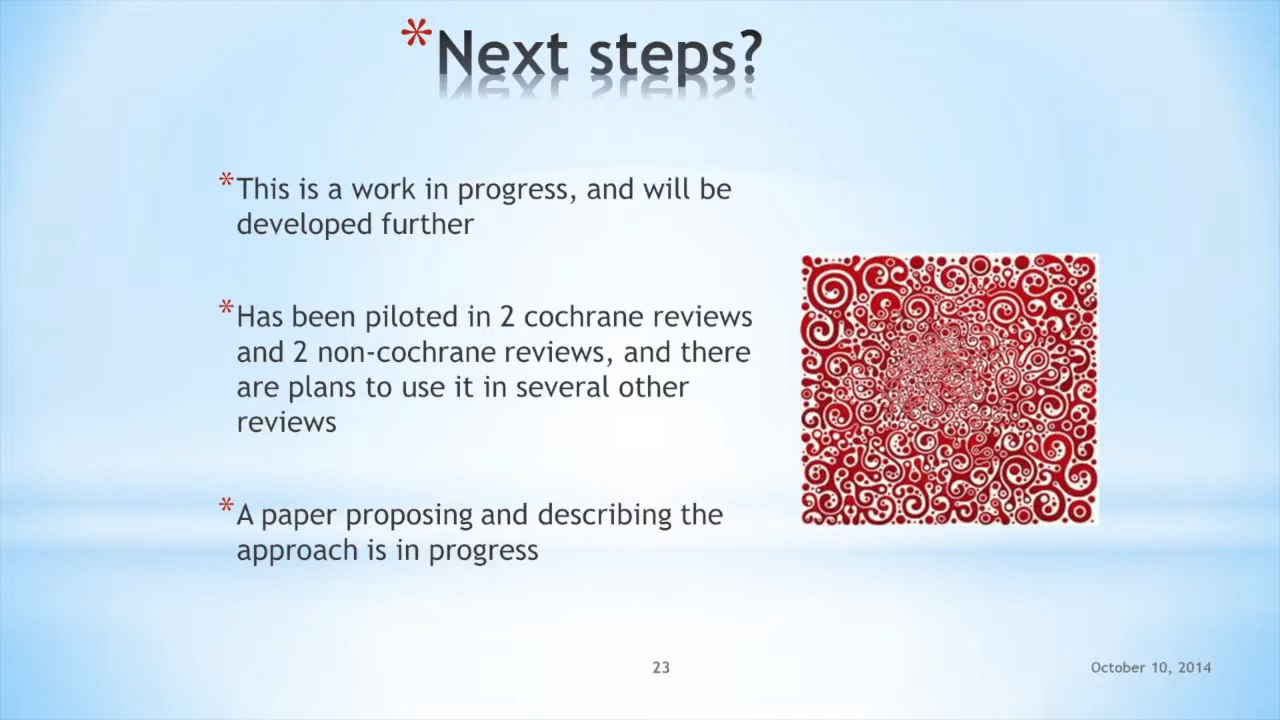 *Next steps?
*This is a work in progress, and will be
developed further
*Has been piloted in 2 cochrane reviews
and 2 non-cochrane reviews, and there
are plans to use it in several other
reviews
*A paper proposing and describing the
approach is in progress
23
October 10, 2014